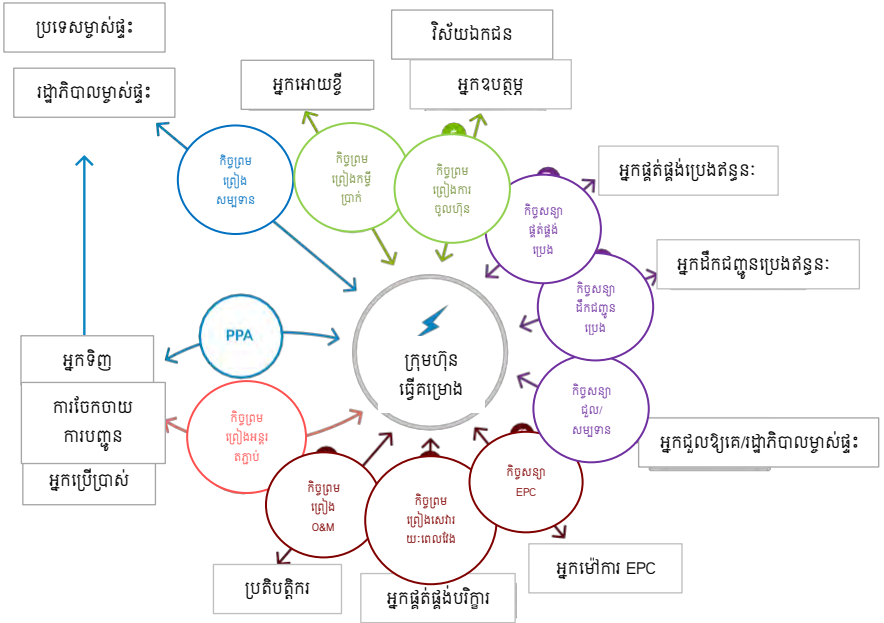 ប្រទេសម្ចាស់ផ្ទះ
វិស័យឯកជន
រដ្ឋាភិបាលម្ចាស់ផ្ទះ
អ្នកអោយខ្ចី
អ្នកឧបត្ថម្ភ
កិច្ចព្រម
ព្រៀង
សម្បទាន
កិច្ចព្រម
ព្រៀងកម្ចី
ប្រាក់
កិច្ចព្រម
ព្រៀងការ
ចូលហ៊ុន
អ្នកផ្គត់ផ្គង់ប្រេងឥន្ធនៈ
កិច្ចសន្យា
ផ្គត់ផ្គង់
ប្រេង
អ្នកដឹកជញ្ជូនប្រេងឥន្ធនៈ
កិច្ចសន្យា
ដឹកជញ្ជូន
ប្រេង
PPA
ក្រុមហ៊ុន
ធ្វើគម្រោង
អ្នកទិញ
ការចែកចាយ
ការបញ្ជូន
អ្នកប្រើប្រាស់
កិច្ចព្រម
ព្រៀងអន្តរ
តភ្ជាប់
កិច្ចសន្យា
ជួល/
សម្បទាន
អ្នកជួលឱ្យគេ/រដ្ឋាភិបាលម្ចាស់ផ្ទះ
កិច្ចព្រម
ព្រៀង
O&M
កិច្ចព្រម
ព្រៀងសេវារ
យៈពេលវែង
កិច្ចសន្យា
EPC
ប្រតិបត្តិករ
អ្នកផ្គត់ផ្គង់បរិក្ខារ
អ្នកម៉ៅការ EPC